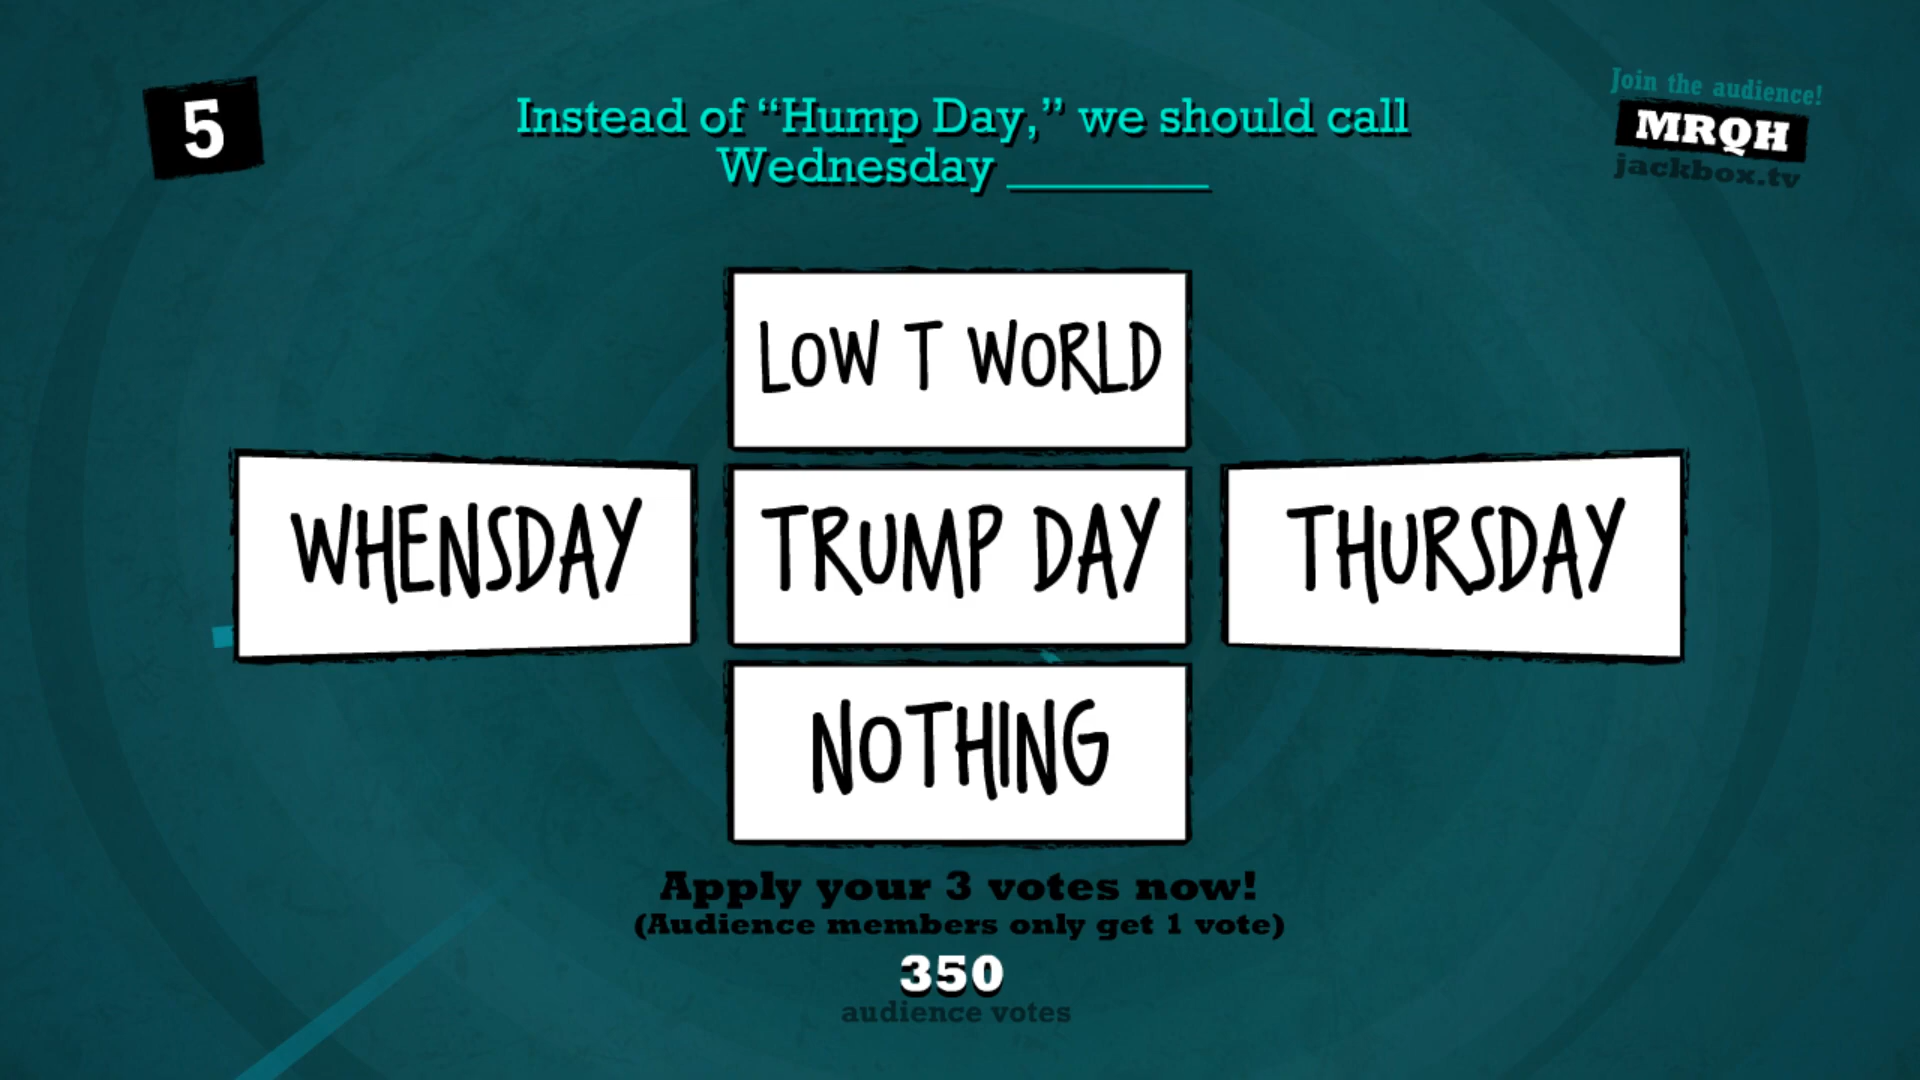 5
Instead of “Hump Day,” we should call
Wednesday ________
Join the audience!
MRQH
jackbox.tv
LOW T WORLD
WHENSDAY
TRUMP DAY
THURSDAY
NOTHING
Apply your 3 votes now!
(Audience members only get 1 vote)
350
audience votes